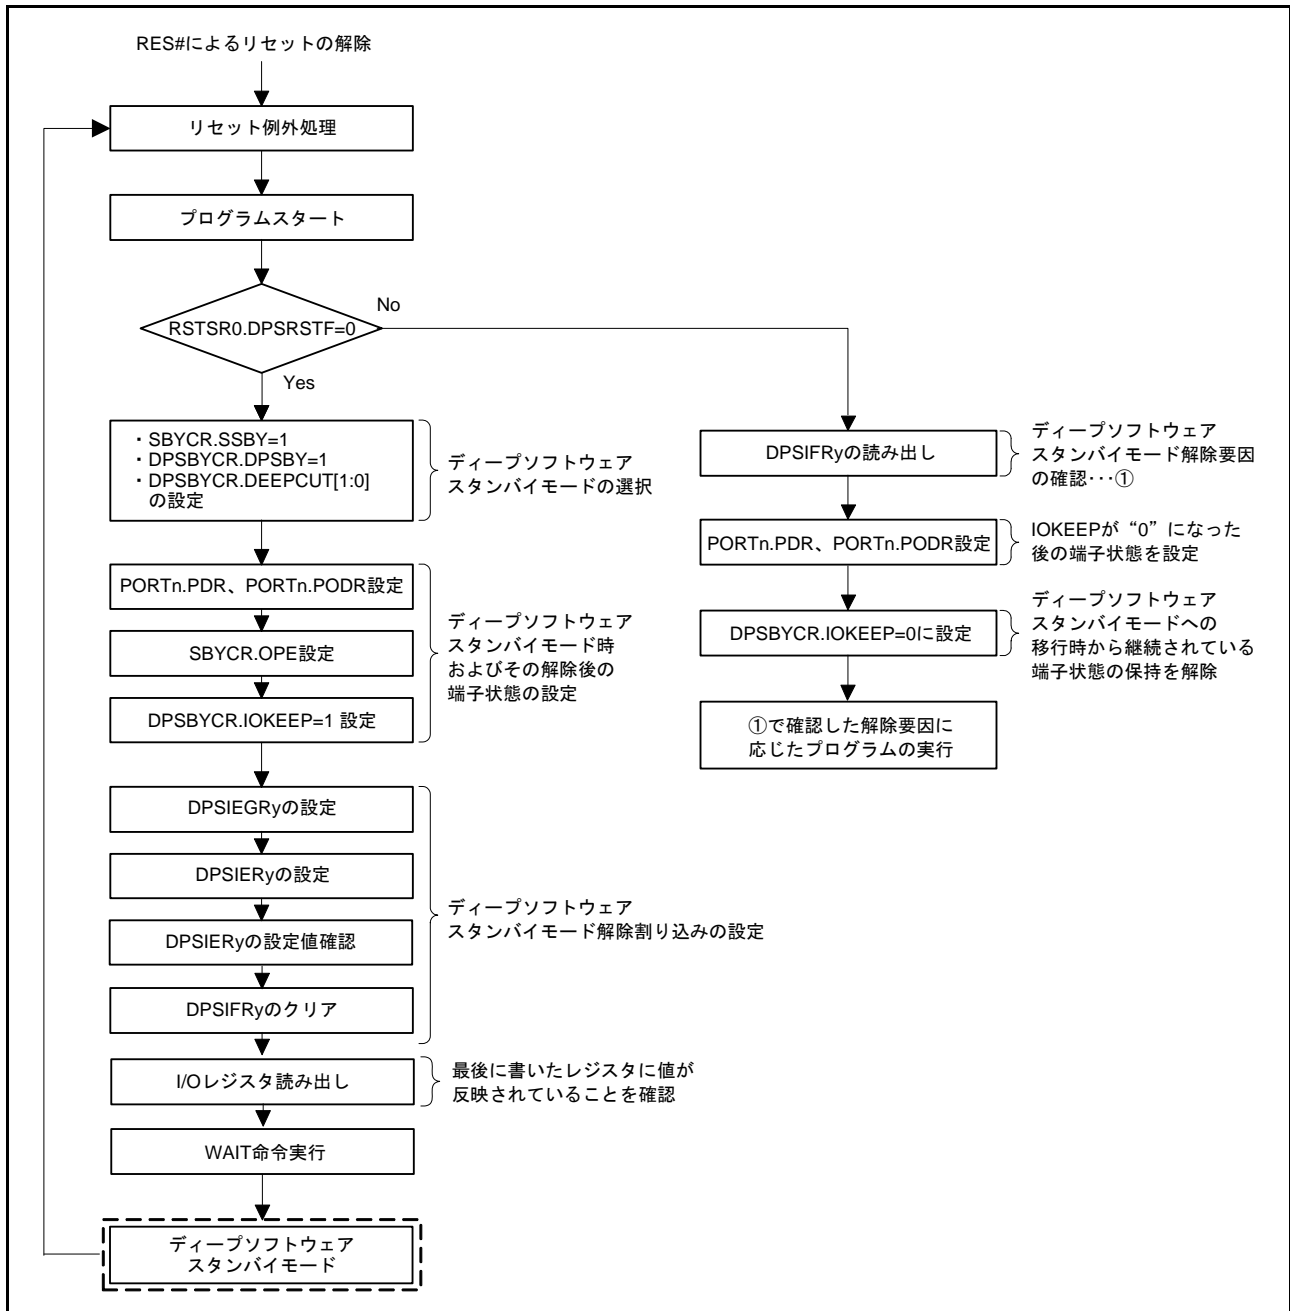 RES#によるリセットの解除
リセット例外処理
プログラムスタート
RSTSR0.DPSRSTF=0
No
Yes
・SBYCR.SSBY=1
・DPSBYCR.DPSBY=1
・DPSBYCR.DEEPCUT[1:0]
の設定
ディープソフトウェア
スタンバイモードの選択
PORTn.PDR、PORTn.PODR設定
SBYCR.OPE設定
DPSBYCR.IOKEEP=1 設定
ディープソフトウェア
スタンバイモード時
およびその解除後の
端子状態の設定
DPSIEGRyの設定
DPSIERyの設定
DPSIERyの設定値確認
DPSIFRyのクリア
ディープソフトウェア
スタンバイモード解除割り込みの設定
I/Oレジスタ読み出し
最後に書いたレジスタに値が
反映されていることを確認
WAIT命令実行
ディープソフトウェア
スタンバイモード
DPSIFRyの読み出し
ディープソフトウェア
スタンバイモード解除要因
の確認･･･①
PORTn.PDR、PORTn.PODR設定
IOKEEPが“0”になった
後の端子状態を設定
DPSBYCR.IOKEEP=0に設定
ディープソフトウェア
スタンバイモードへの
移行時から継続されている
端子状態の保持を解除
①で確認した解除要因に
応じたプログラムの実行